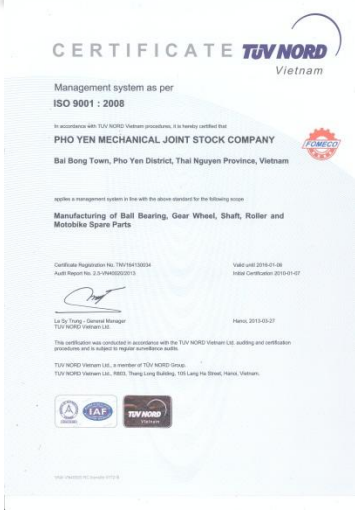 CERTIFICATE TÜV NORD
Vietnam
Management system as per
ISO 9001 : 2008
In accordance with TÜV NORD Vietnam procedures, it is hereby certified that
PHO YEN MECHANICAL JOINT STOCK COMPANY
FOMECO
Bai Bong Town, Pho Yen District, Thai Nguyen Province, Vietnam
applies a management system in line with the above standard for the following scope
Manufacturing of Ball Bearing, Gear Wheel, Shaft, Roller and
Motobike Spare Parts
Certificate Registration No. TNV164130034
Audit Report No. 2.5-VN40020/2013
Valid until 2016-01-06
Initial Certification 2010-01-07
Le Sy Trung - General Manager
TÜV NORD Vietnam Ltd.
Hanoi, 2013-03-27
This certification was conducted in accordance with the TÜV NORD Vietnam Ltd. auditing and certification
procedures and is subject to regular surveillance audits.
TÜV NORD Vietnam Ltd., a member of TÜV NORD Group.
TÜV NORD Vietnam Ltd., R803, Thang Long Building, 105 Lang Ha Street, Hanoi, Vietnam.
IAF
TÜV NORD
Vietnam